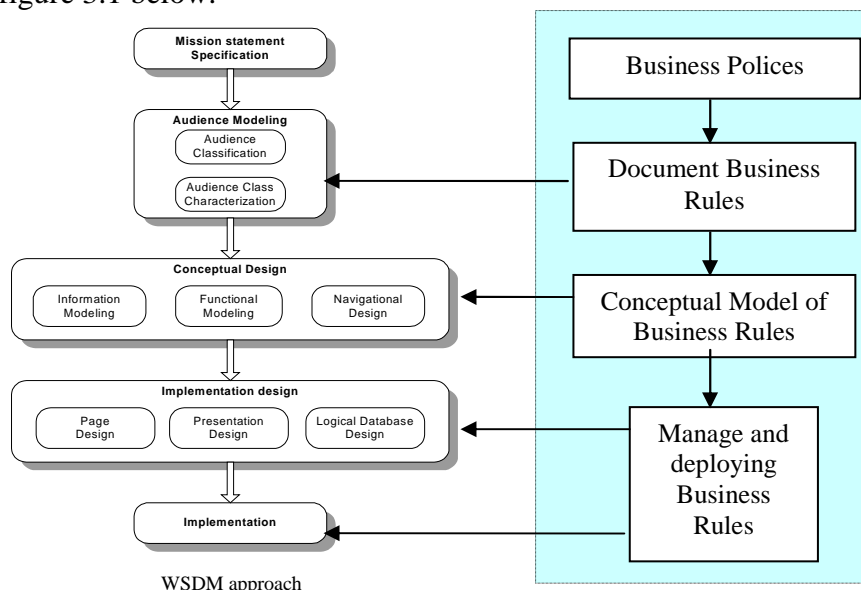 figure 3.1 below.
Mission statement
Specification
Audience Modeling
Audience
Classification
Audience Class
Characterization
Conceptual Design
Information
Modeling
Functional
Modeling
Navigational
Design
Implementation design
Page
Design
Presentation
Design
Logical Database
Design
Implementation
WSDM approach
Business Polices
Document Business
Rules
Conceptual Model of
Business Rules
Manage and
deploying
Business
Rules